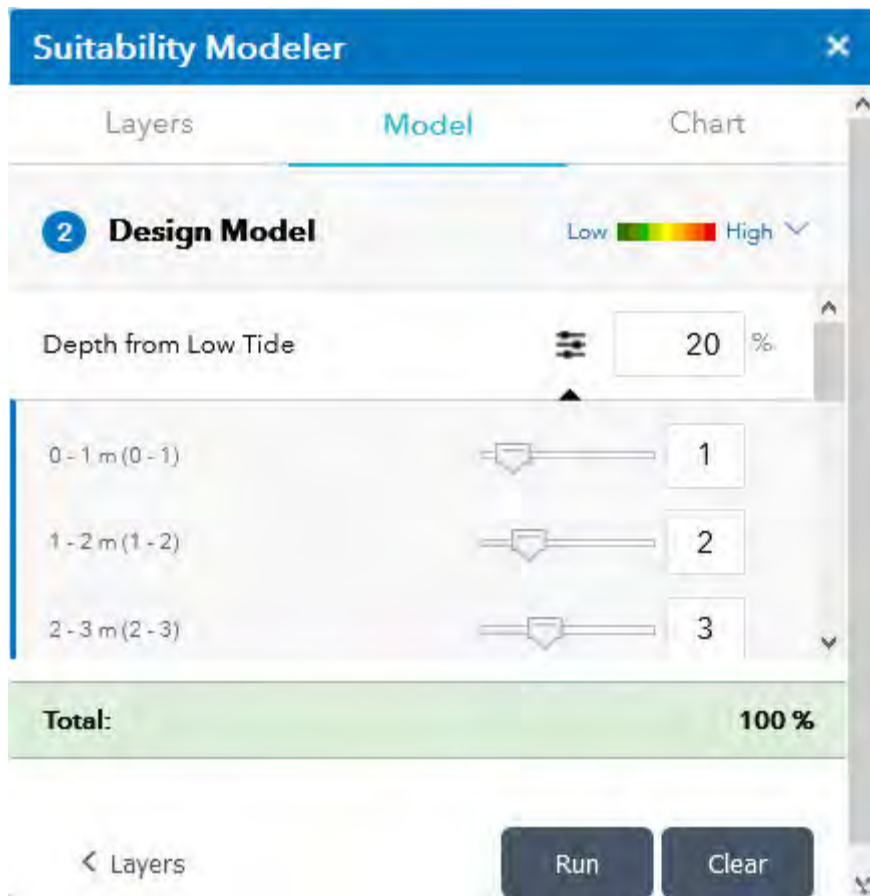 Suitability Modeler
Layers Model Chart
2 Design Model Low High
Depth from Low Tide 20 %
0 - 1 m (0 - 1) 1
1 - 2 m (1 - 2) 2
2 - 3 m (2 - 3) 3
Total: 100 %
< Layers Run Clear